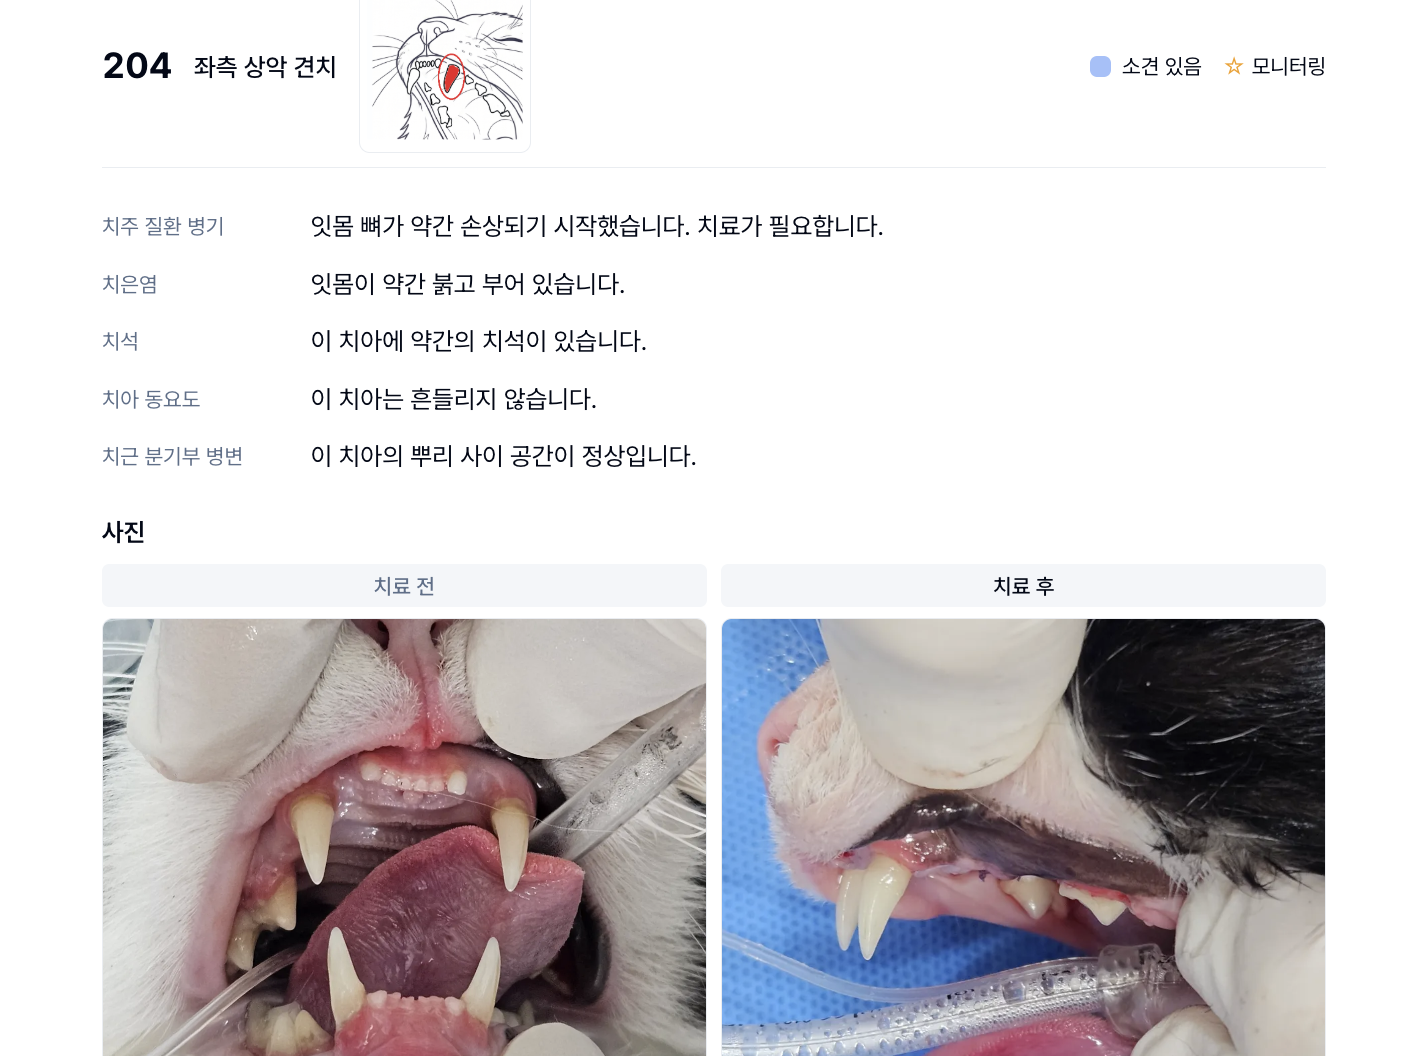 204 좌측 상악 견치
소견 있음 모니터링
치주 질환 병기 잇몸 뼈가 약간 손상되기 시작했습니다. 치료가 필요합니다.
치은염 잇몸이 약간 붉고 부어 있습니다.
치석 이 치아에 약간의 치석이 있습니다.
치아 동요도 이 치아는 흔들리지 않습니다.
치근 분기부 병변 이 치아의 뿌리 사이 공간이 정상입니다.
사진
치료 전 치료 후